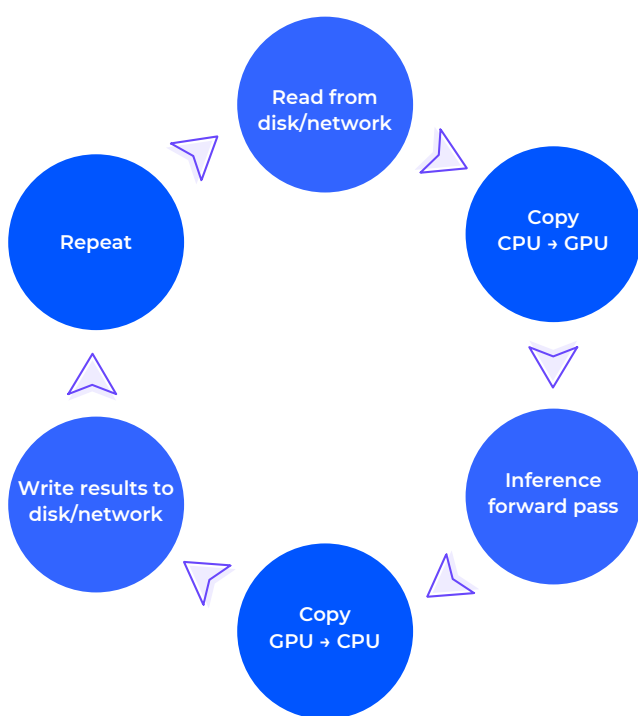 Read from
disk/network
Copy
CPU → GPU
Inference
forward pass
Copy
GPU → CPU
Write results to
disk/network
Repeat